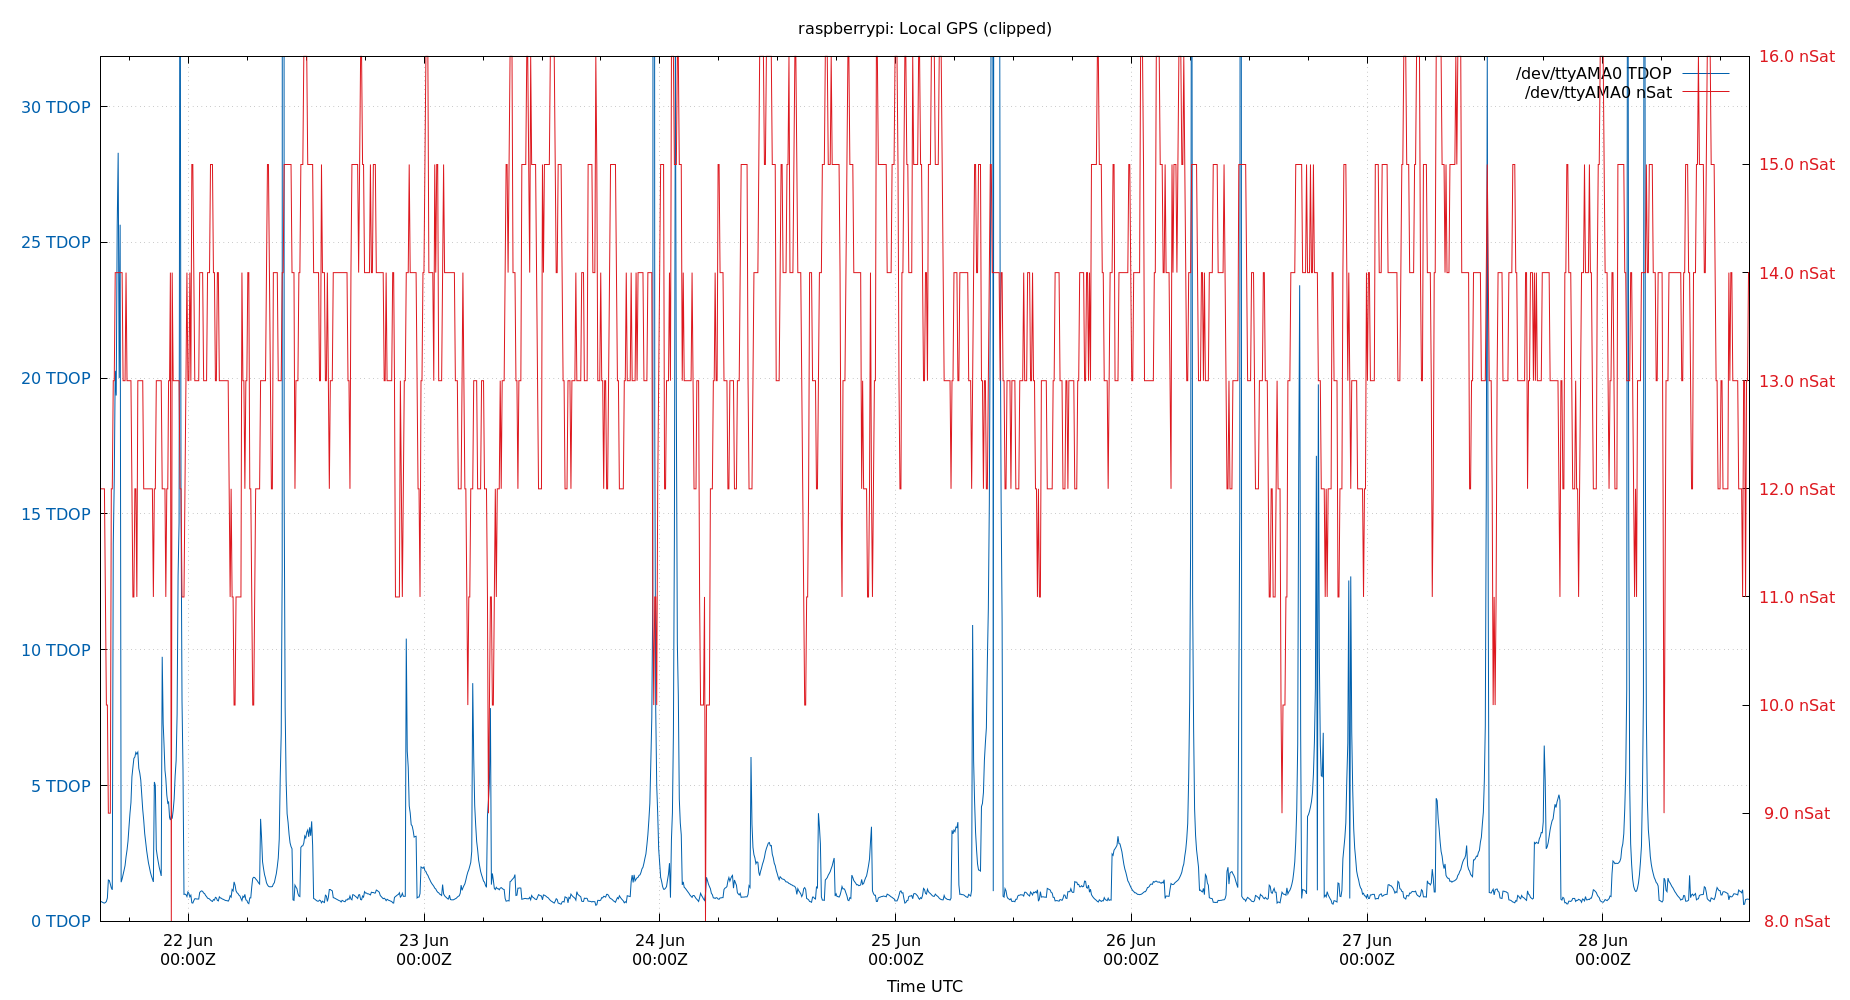 raspberrypi: Local GPS (clipped)
/dev/ttyAMA0 TDOP
/dev/ttyAMA0 nSat
30 TDOP
25 TDOP
20 TDOP
15 TDOP
10 TDOP
5 TDOP
0 TDOP
16.0 nSat
15.0 nSat
14.0 nSat
13.0 nSat
12.0 nSat
11.0 nSat
10.0 nSat
9.0 nSat
8.0 nSat
22 Jun
00:00Z
23 Jun
00:00Z
24 Jun
00:00Z
25 Jun
00:00Z
26 Jun
00:00Z
27 Jun
00:00Z
28 Jun
00:00Z
Time UTC